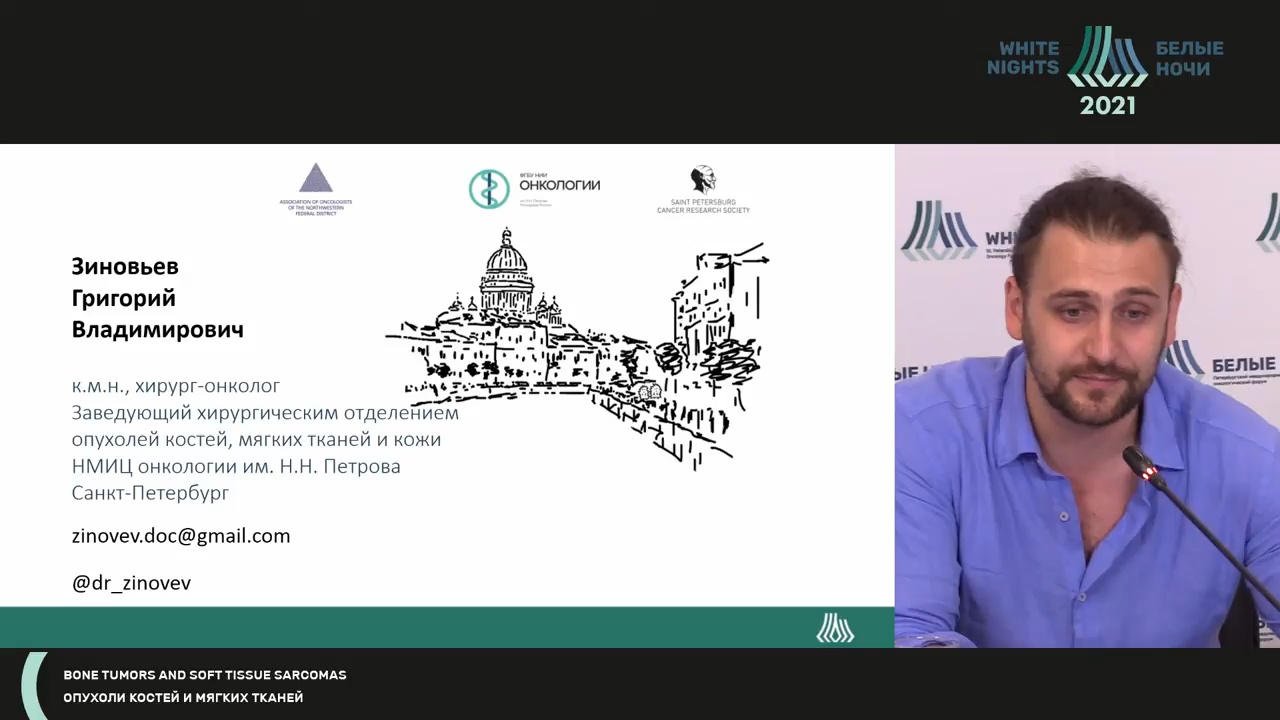 WHITE
NIGHTS
БЕЛЫЕ
НОЧИ
2021
ASSOCIATION OF ONCOLOGISTS
OF THE NORTHWESTERN
FEDERAL DISTRICT
ФГБУ НИИ
ОНКОЛОГИИ
SAINT PETERSBURG
CANCER RESEARCH SOCIETY
Зиновьев
Григорий
Владимирович
к.м.н., хирург-онколог
Заведующий хирургическим отделением
опухолей костей, мягких тканей и кожи
НМИЦ онкологии им. Н.Н. Петрова
Санкт-Петербург
zinovev.doc@gmail.com
@dr_zinovev
БЕЛЫЕ
BONE TUMORS AND SOFT TISSUE SARCOMAS
ОПУХОЛИ КОСТЕЙ И МЯГКИХ ТКАНЕЙ